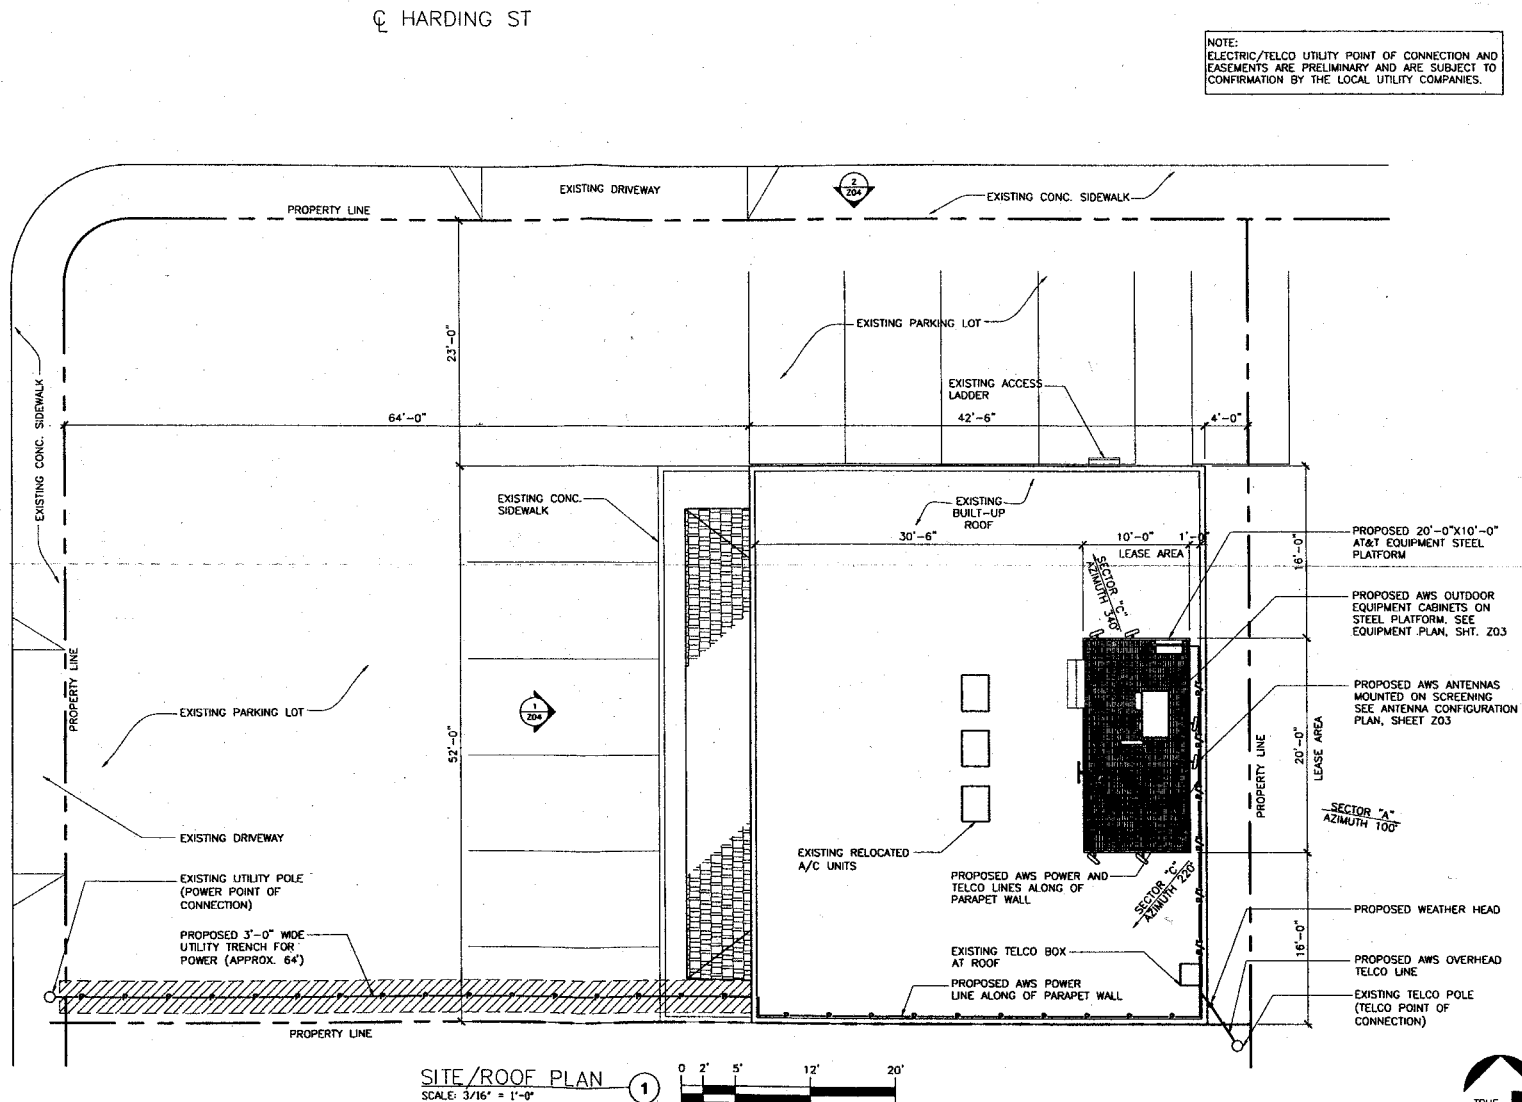 ℄ HARDING ST
NOTE:
ELECTRIC/TELCO UTILITY POINT OF CONNECTION AND
EASEMENTS ARE PRELIMINARY AND ARE SUBJECT TO
CONFIRMATION BY THE LOCAL UTILITY COMPANIES.
PROPERTY LINE
EXISTING DRIVEWAY
2
Z04
EXISTING CONC. SIDEWALK
EXISTING CONC. SIDEWALK
23'-0"
EXISTING PARKING LOT
EXISTING ACCESS
LADDER
64'-0"
42'-6"
4'-0"
EXISTING CONC.
SIDEWALK
EXISTING
BUILT-UP
ROOF
30'-6"
10'-0"
1'-0"
LEASE AREA
16'-0"
SECTOR "C"
AZIMUTH 340°
PROPOSED 20'-0"X10'-0"
AT&T EQUIPMENT STEEL
PLATFORM
PROPOSED AWS OUTDOOR
EQUIPMENT CABINETS ON
STEEL PLATFORM. SEE
EQUIPMENT PLAN, SHT. Z03
PROPOSED AWS ANTENNAS
MOUNTED ON SCREENING
SEE ANTENNA CONFIGURATION
PLAN, SHEET Z03
PROPERTY LINE
EXISTING PARKING LOT
1
Z04
52'-0"
20'-0"
LEASE AREA
PROPERTY LINE
SECTOR "A"
AZIMUTH 100°
EXISTING DRIVEWAY
EXISTING RELOCATED
A/C UNITS
EXISTING UTILITY POLE
(POWER POINT OF
CONNECTION)
PROPOSED AWS POWER AND
TELCO LINES ALONG OF
PARAPET WALL
SECTOR "C"
AZIMUTH 220°
PROPOSED WEATHER HEAD
PROPOSED 3'-0" WIDE
UTILITY TRENCH FOR
POWER (APPROX. 64')
EXISTING TELCO BOX
AT ROOF
16'-0"
PROPOSED AWS OVERHEAD
TELCO LINE
PROPOSED AWS POWER
LINE ALONG OF PARAPET WALL
EXISTING TELCO POLE
(TELCO POINT OF
CONNECTION)
PROPERTY LINE
SITE/ROOF PLAN
1
SCALE: 3/16" = 1'-0"
0 2' 5' 12' 20'
TRUE